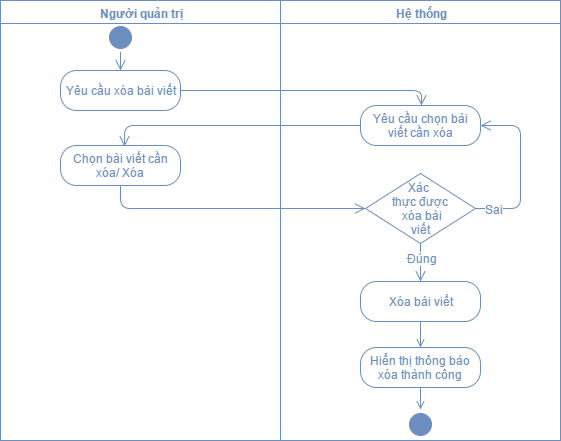 Người quản trị
Hệ thống
Yêu cầu xóa bài viết
Yêu cầu chọn bài
viết cần xóa
Chọn bài viết cần
xóa/ Xóa
Xác
thực được
xóa bài
viết
Sai
Đúng
Xóa bài viết
Hiển thị thông báo
xóa thành công